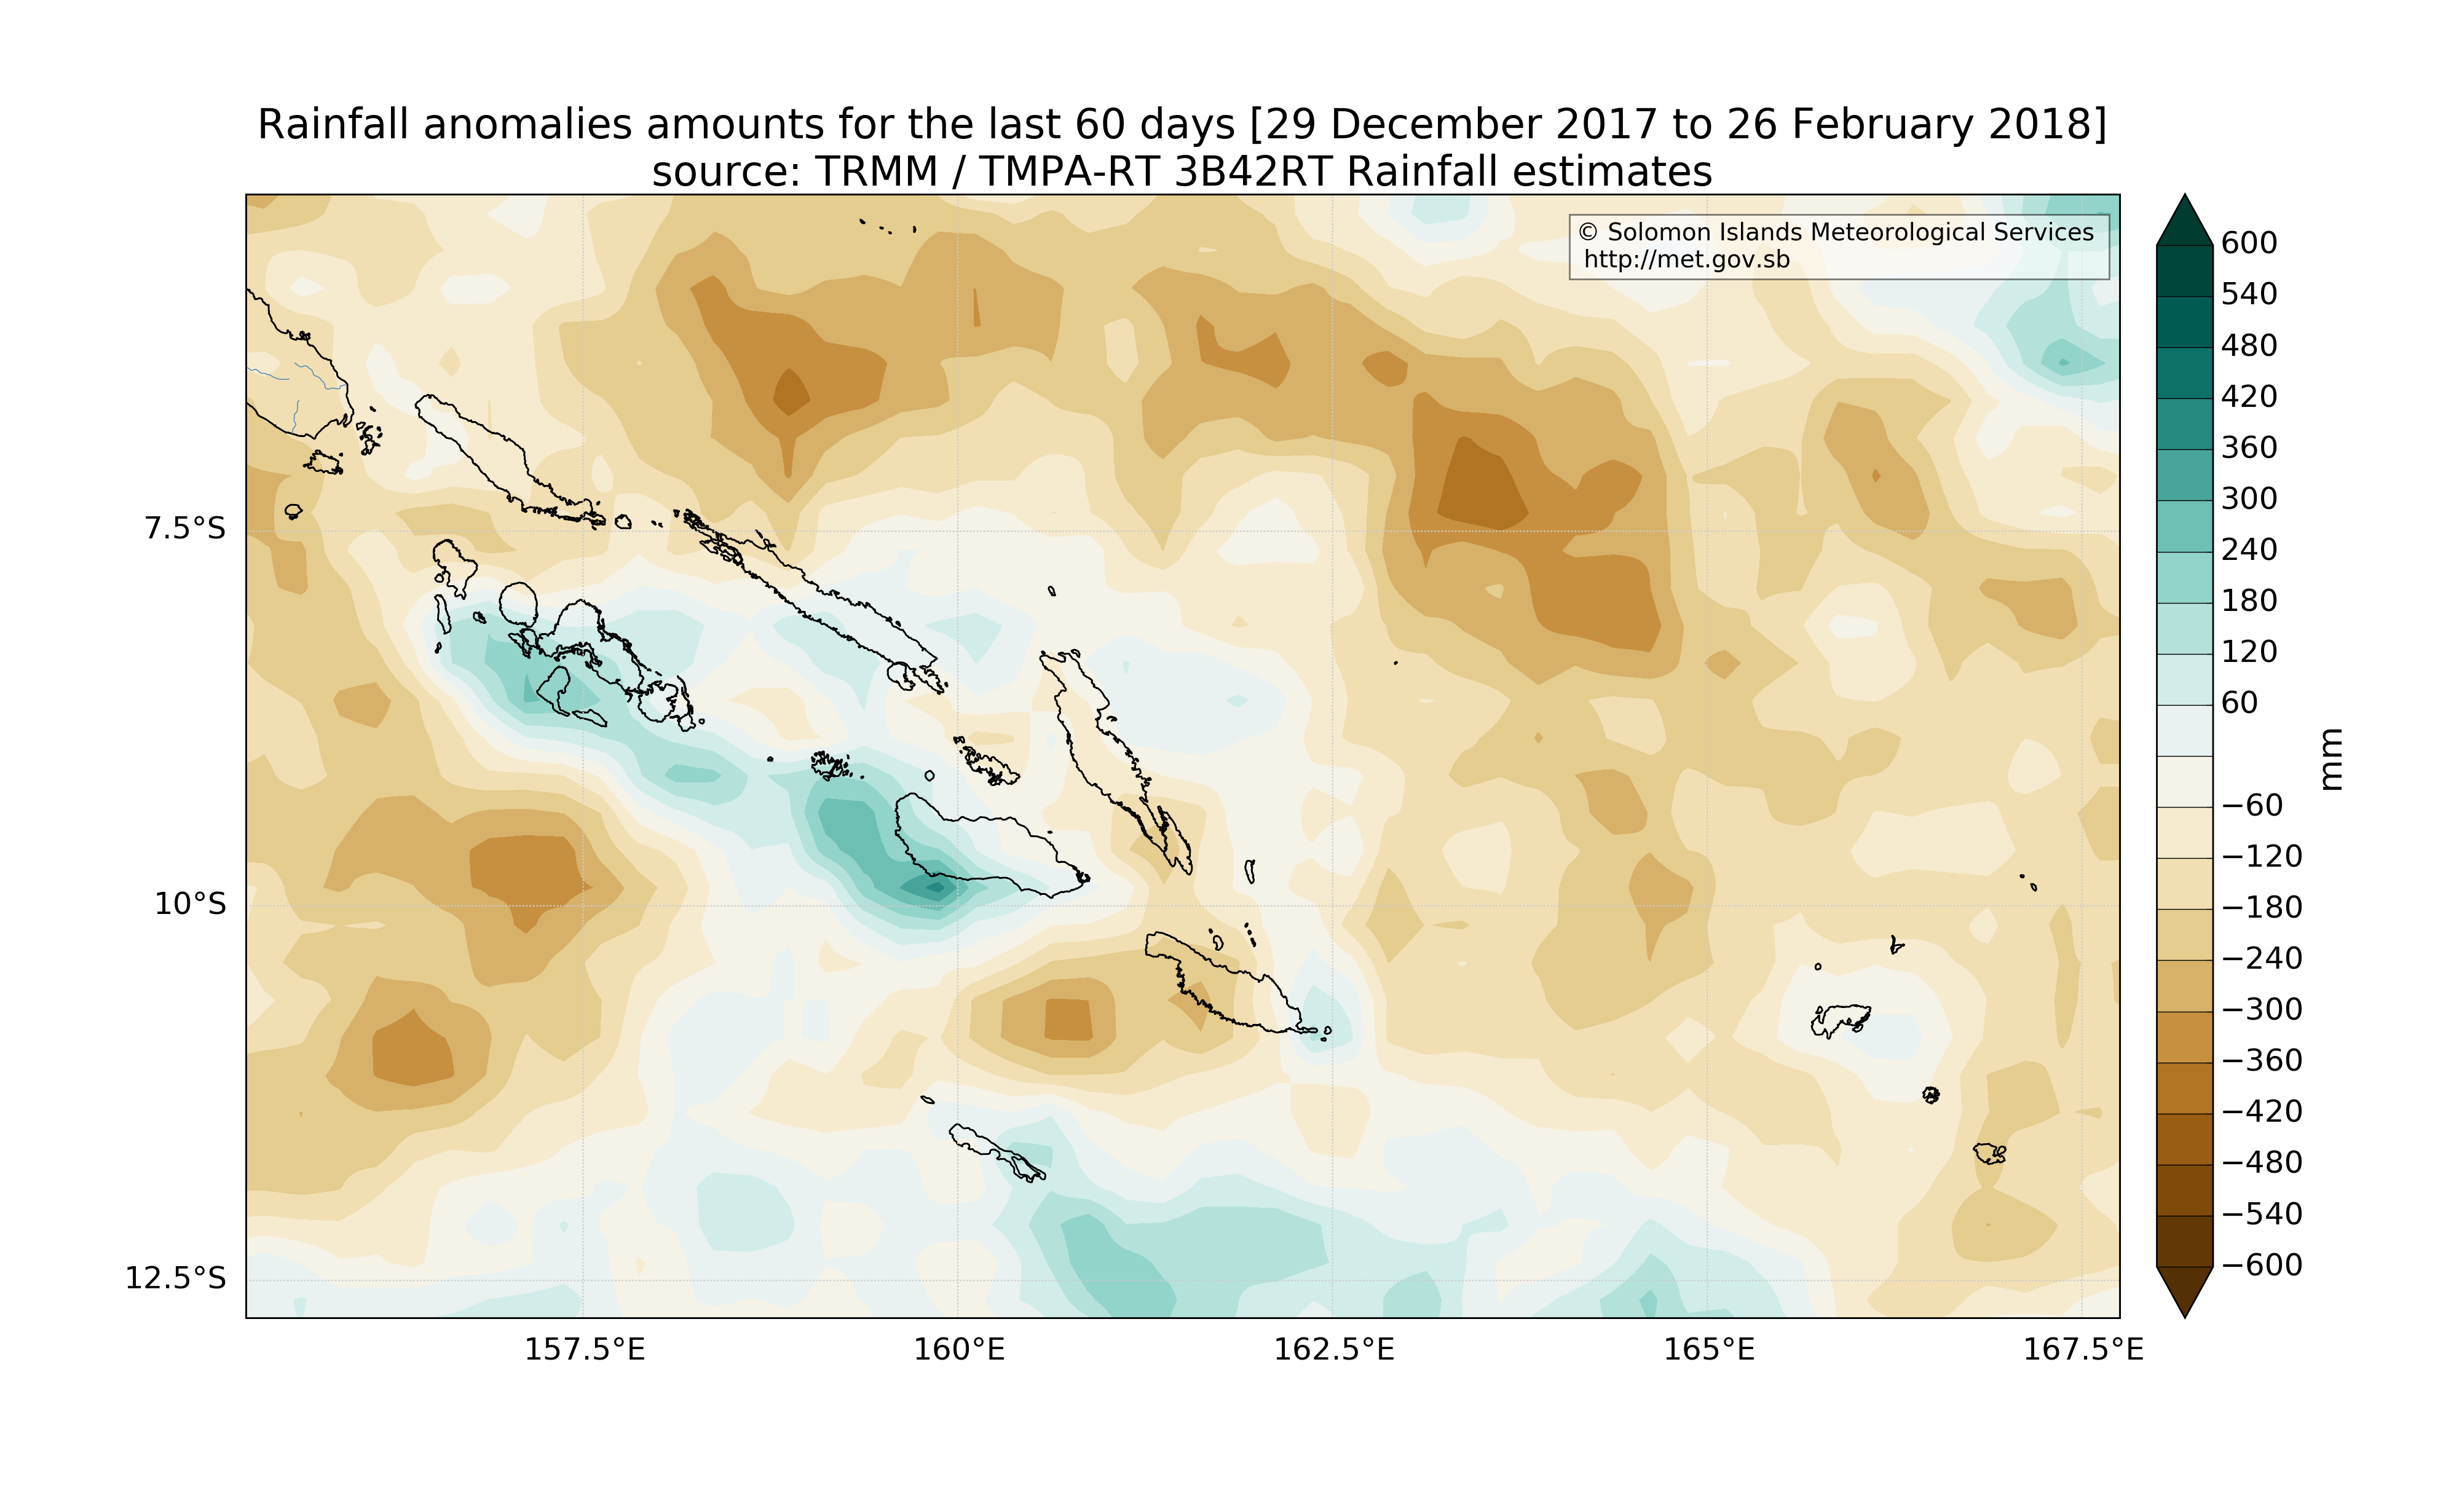 Rainfall anomalies amounts for the last 60 days [29 December 2017 to 26 February 2018]
source: TRMM / TMPA-RT 3B42RT Rainfall estimates
© Solomon Islands Meteorological Services
http://met.gov.sb
7.5°S
10°S
12.5°S
157.5°E
160°E
162.5°E
165°E
167.5°E
600
540
480
420
360
300
240
180
120
60
−60
−120
−180
−240
−300
−360
−420
−480
−540
−600
mm